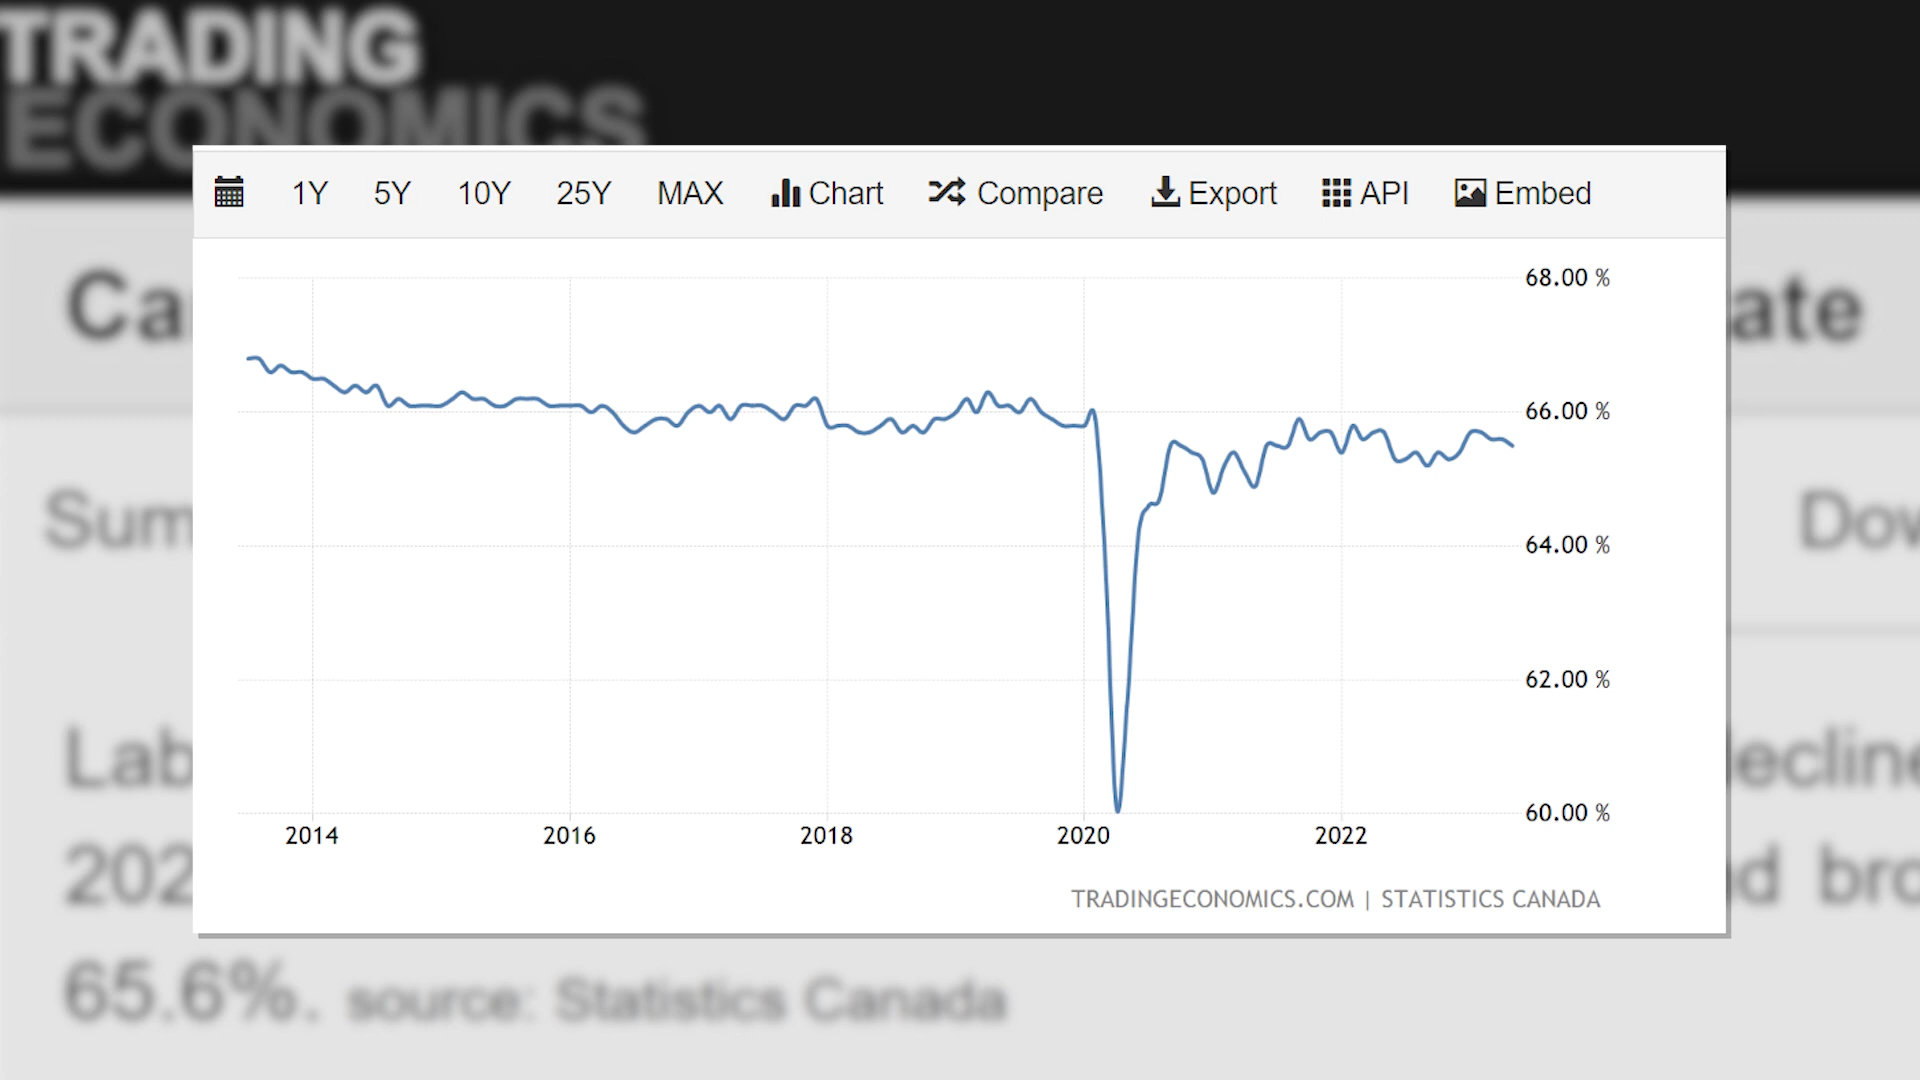 TRADING
ECONOMICS
1Y 5Y 10Y 25Y MAX Chart Compare Export API Embed
68.00 %
Ca
ate
66.00 %
Sum
Dow
64.00 %
62.00 %
Lab
decline
60.00 %
2014 2016 2018 2020 2022
202
nd bro
TRADINGECONOMICS.COM | STATISTICS CANADA
65.6%. source: Statistics Canada